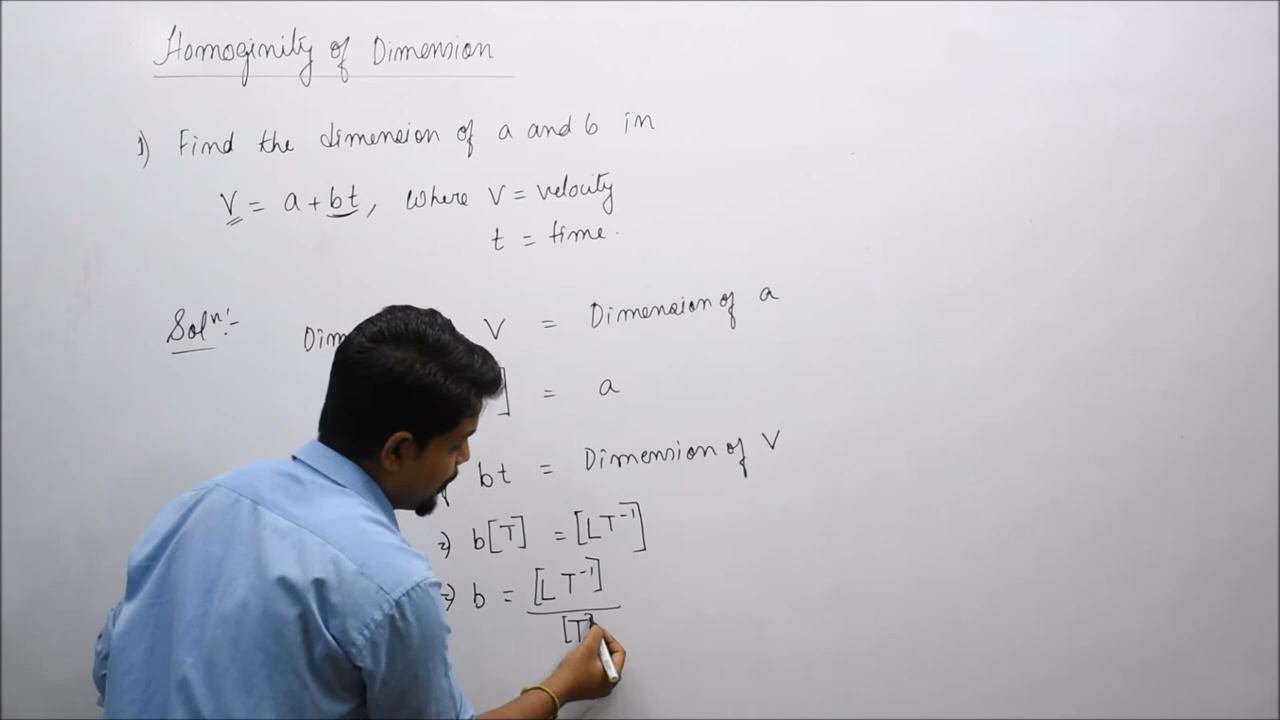 Homoginity of Dimension
1) Find the dimension of a and b in
V = a + bt, where V = velocity
t = time.
Solⁿ:- V = Dimension of a
] = a
bt = Dimension of V
b[T] = [LT⁻¹]
b = [LT⁻¹]
[T]